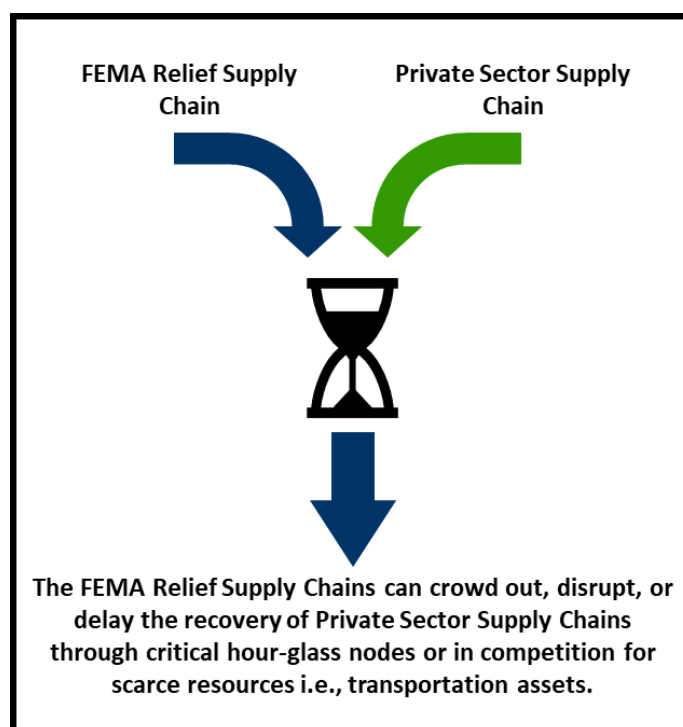 FEMA Relief Supply
Chain
Private Sector Supply
Chain
The FEMA Relief Supply Chains can crowd out, disrupt, or
delay the recovery of Private Sector Supply Chains
through critical hour-glass nodes or in competition for
scarce resources i.e., transportation assets.